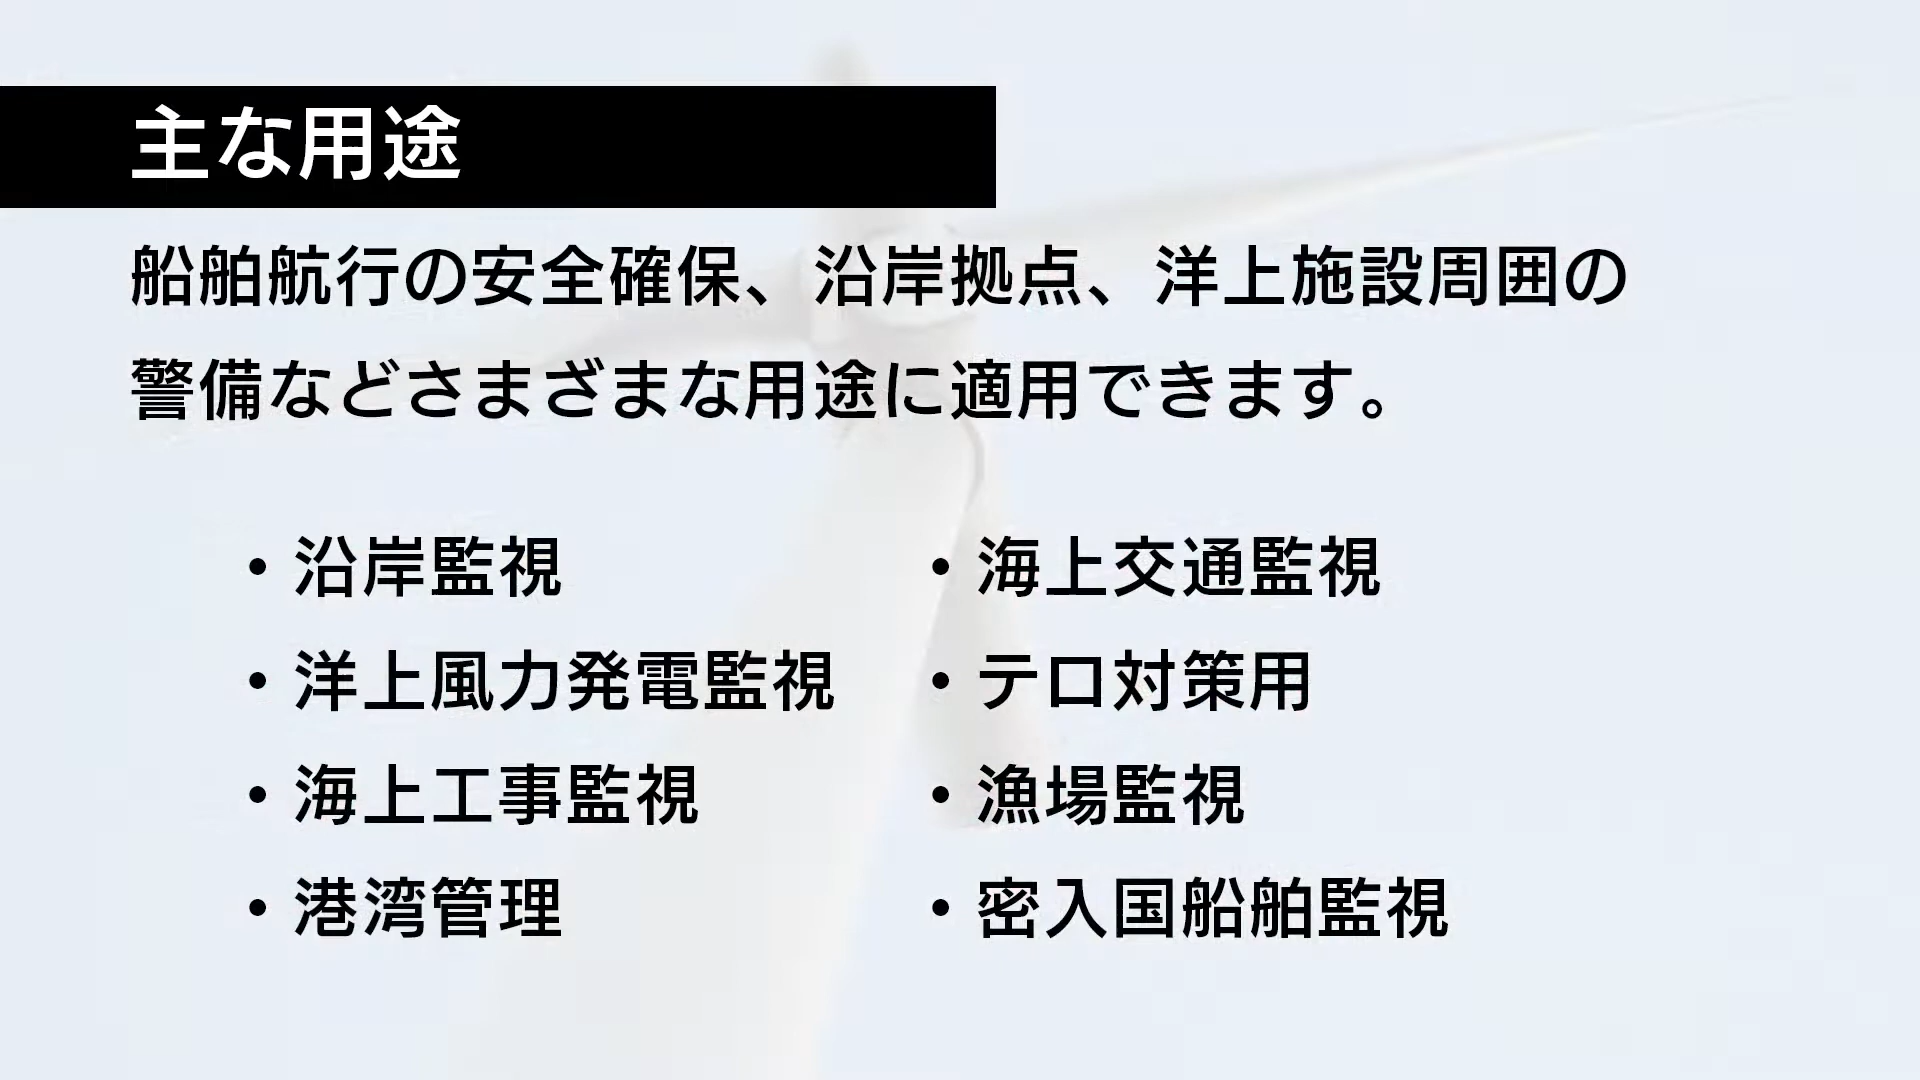 主な用途
船舶航行の安全確保、沿岸拠点、洋上施設周囲の
警備などさまざまな用途に適用できます。
・沿岸監視
・洋上風力発電監視
・海上工事監視
・港湾管理
・海上交通監視
・テロ対策用
・漁場監視
・密入国船舶監視